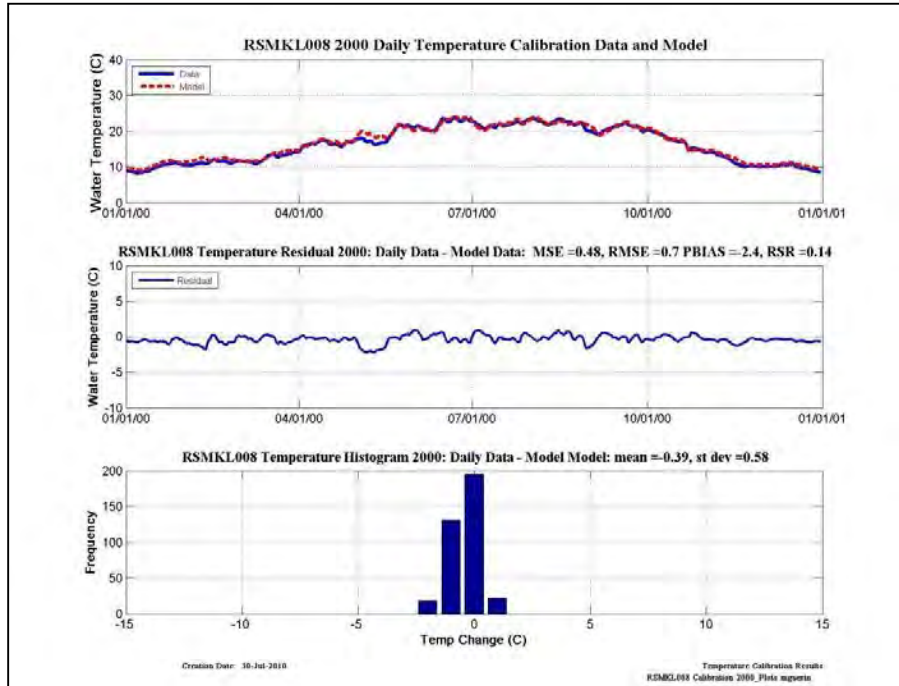 RSMKL008 2000 Daily Temperature Calibration Data and Model
Water Temperature (C)
40
30
20
10
0
Data
Model
01/01/00 04/01/00 07/01/00 10/01/00 01/01/01
RSMKL008 Temperature Residual 2000: Daily Data - Model Data: MSE =0.48, RMSE =0.7 PBIAS =-2.4, RSR =0.14
Water Temperature (C)
10
5
0
-5
-10
Residual
01/01/00 04/01/00 07/01/00 10/01/00 01/01/01
RSMKL008 Temperature Histogram 2000: Daily Data - Model Model: mean =-0.39, st dev =0.58
Frequency
200
150
100
50
0
-15 -10 -5 0 5 10 15
Temp Change (C)
Creation Date: 30-Jul-2010
Temperature Calibration Results
RSMKL008 Calibration 2000_Plots